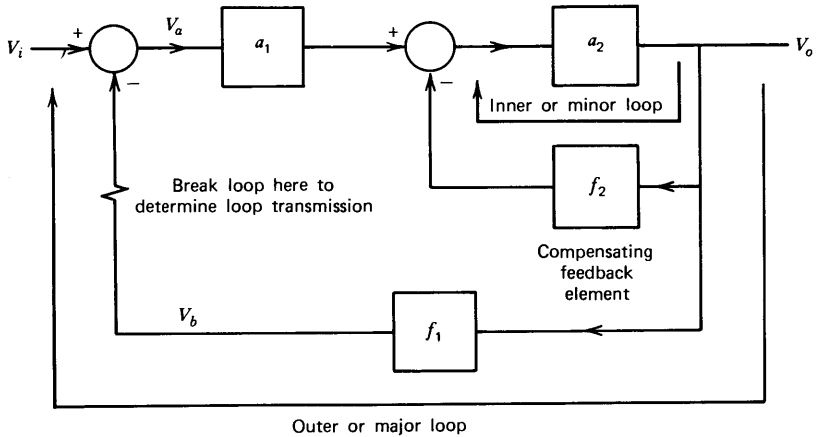 V_i
+
−
V_a
a_1
+
−
a_2
V_o
Inner or minor loop
Break loop here to
determine loop transmission
f_2
Compensating
feedback
element
V_b
f_1
Outer or major loop